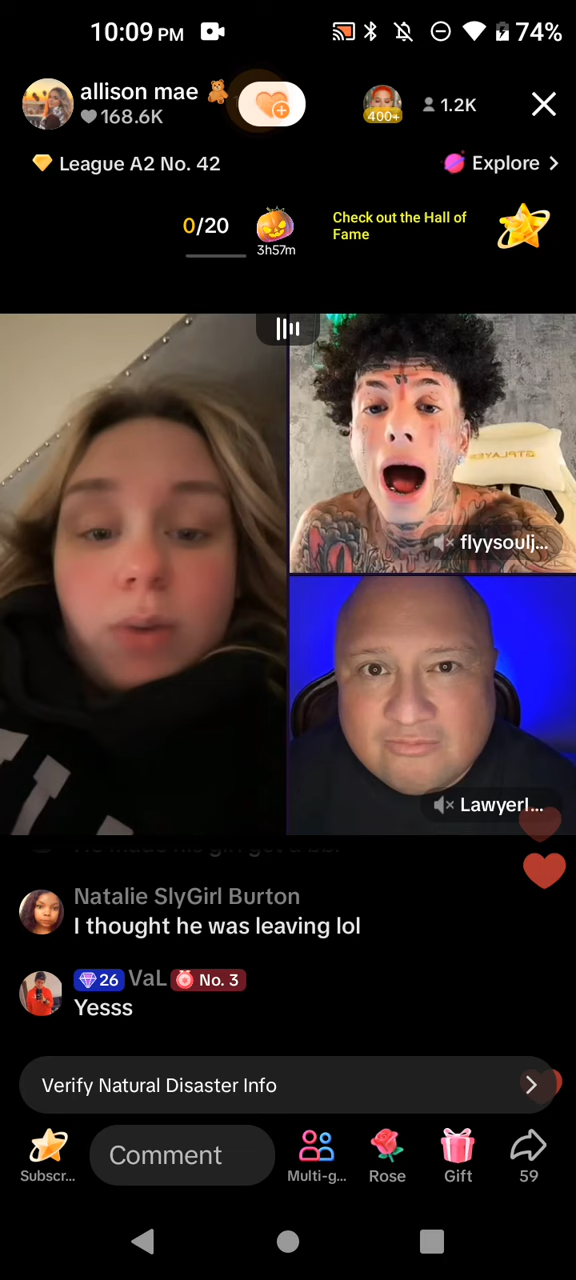 10:09 PM
74%
allison mae
168.6K
400+
1.2K
League A2 No. 42
Explore
0/20
3h57m
Check out the Hall of
Fame
GTPLAYER
flyysoulj...
LawyerI...
Natalie SlyGirl Burton
I thought he was leaving lol
26 VaL No. 3
Yesss
Verify Natural Disaster Info
Subscr...
Comment
Multi-g...
Rose
Gift
59